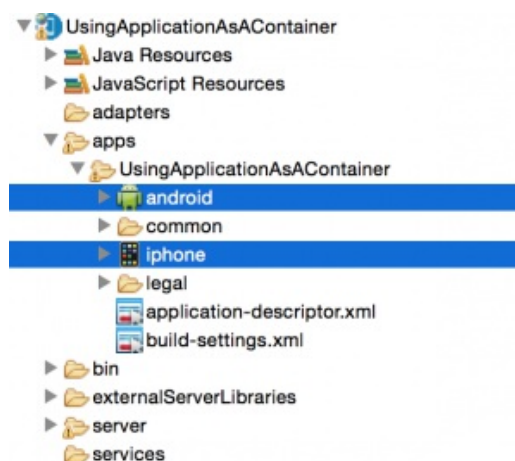 UsingApplicationAsAContainer
Java Resources
JavaScript Resources
adapters
apps
UsingApplicationAsAContainer
android
common
iphone
legal
application-descriptor.xml
build-settings.xml
bin
externalServerLibraries
server
services